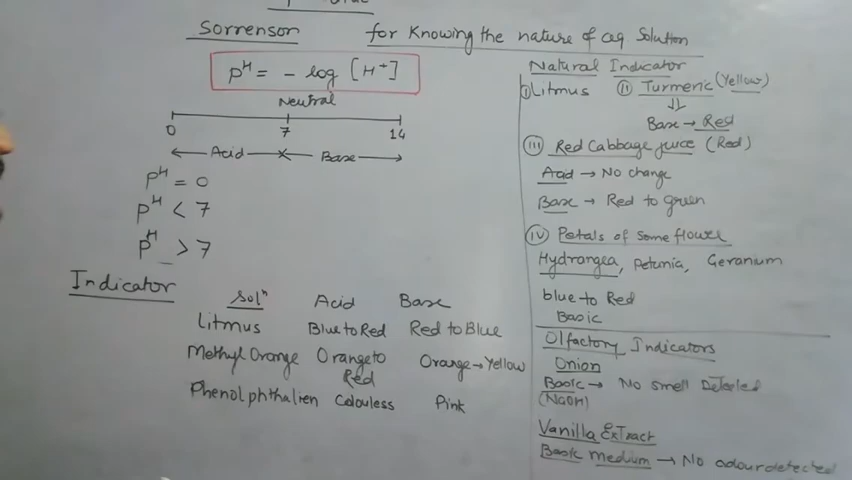 Sorrenson for Knowing the nature of aq Solution
pH = - log [H+]
Neutral
0 7 14
Acid Base
pH = 0
pH < 7
pH > 7
Indicator
Solⁿ Acid Base
Litmus Blue to Red Red to Blue
Methyl Orange Orange to Red Orange → Yellow
Phenolphthalien Colouless Pink
Natural Indicator
(i) Litmus (ii) Turmeric (Yellow)
⇓
Base → Red
(iii) Red Cabbage juice (Red)
Acid → No change
Base → Red to green
(iv) Petals of some flower
Hydrangea, Petunia, Geranium
blue to Red
Basic
Olfactory Indicators
Onion
Basic → No smell Detected
(NaOH)
Vanilla Extract
Basic medium → No odour detected